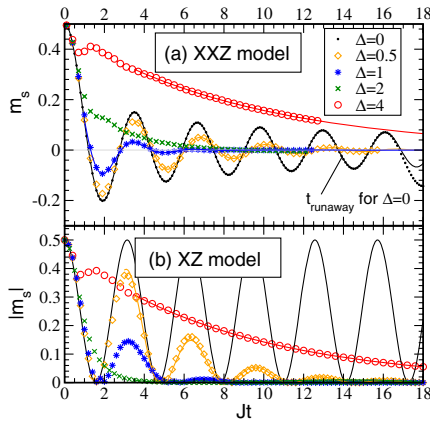 0 2 4 6 8 10 12 14 16 18
0.4
0.2
0
-0.2
m_s
(a) XXZ model
Δ=0
Δ=0.5
Δ=1
Δ=2
Δ=4
t_runaway for Δ=0
0.5
0.4
0.3
0.2
0.1
0
|m_s|
(b) XZ model
0 2 4 6 8 10 12 14 16 18
Jt